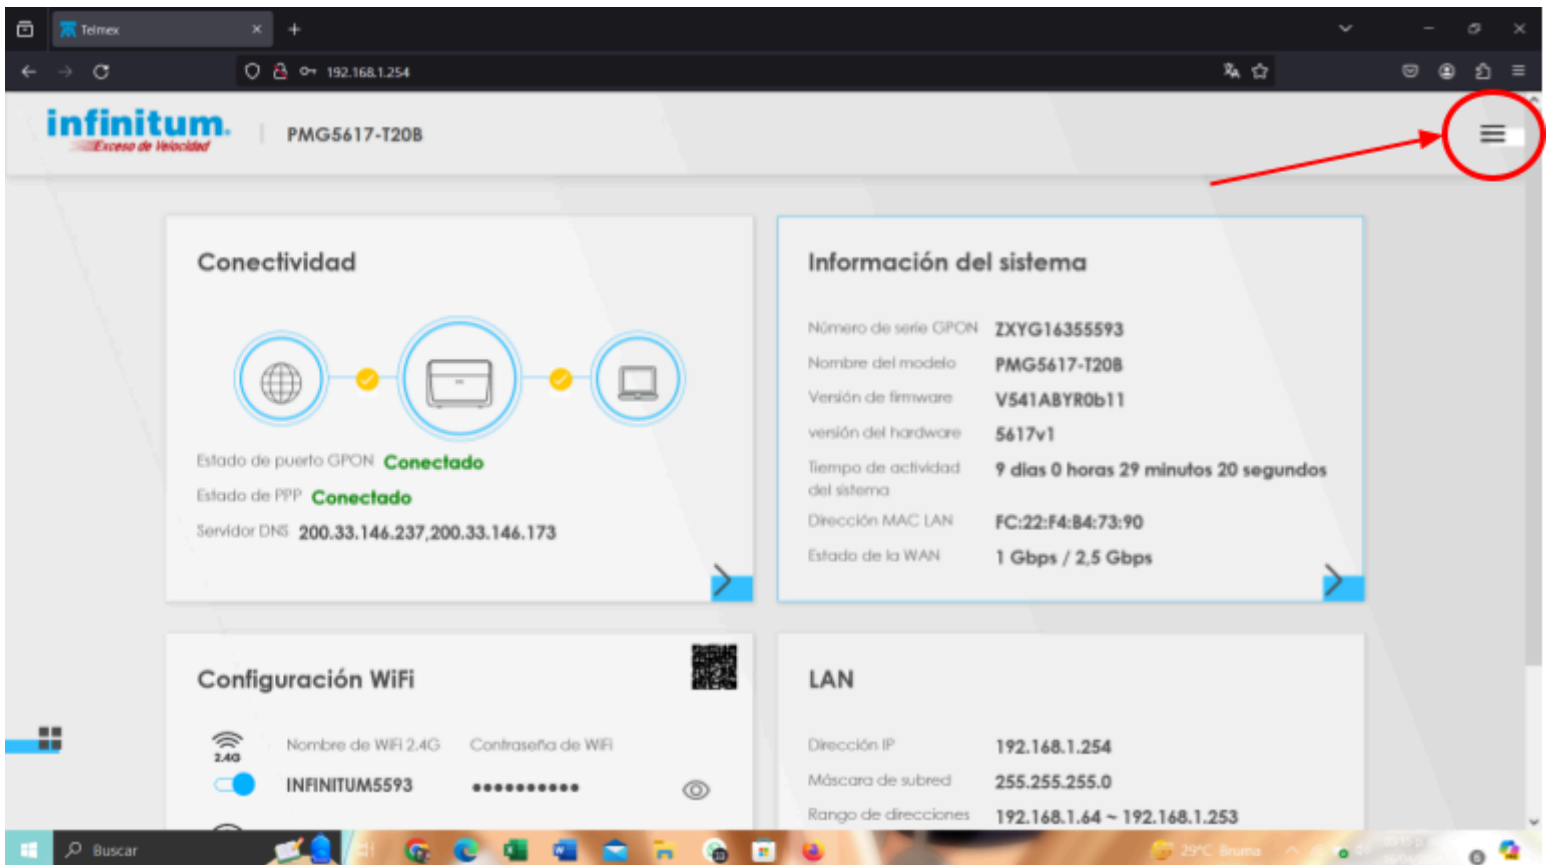 Telmex
192.168.1.254
infinitum.
Exceso de Velocidad
PMG5617-T20B
Conectividad
Estado de puerto GPON Conectado
Estado de PPP Conectado
Servidor DNS 200.33.146.237,200.33.146.173
Información del sistema
Número de serie GPON ZXYG16355593
Nombre del modelo PMG5617-T20B
Versión de firmware V541ABYR0b11
versión del hardware 5617v1
Tiempo de actividad 9 dias 0 horas 29 minutos 20 segundos
del sistema
Dirección MAC LAN FC:22:F4:B4:73:90
Estado de la WAN 1 Gbps / 2,5 Gbps
Configuración WiFi
2.4G
Nombre de WiFi 2.4G Contraseña de WiFi
INFINITUM5593 ••••••••••
LAN
Dirección IP 192.168.1.254
Máscara de subred 255.255.255.0
Rango de direcciones 192.168.1.64 ~ 192.168.1.253
Buscar
29°C Bruma